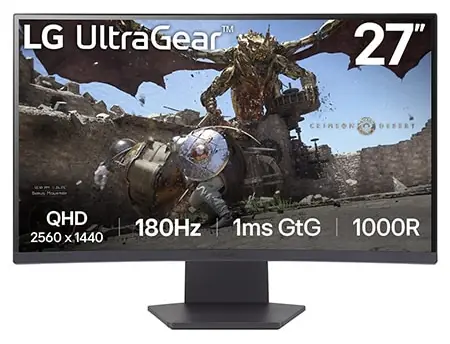 LG UltraGear™
27"
CRIMSON DESERT
QHD
2560 x 1440
180Hz
1ms GtG
1000R